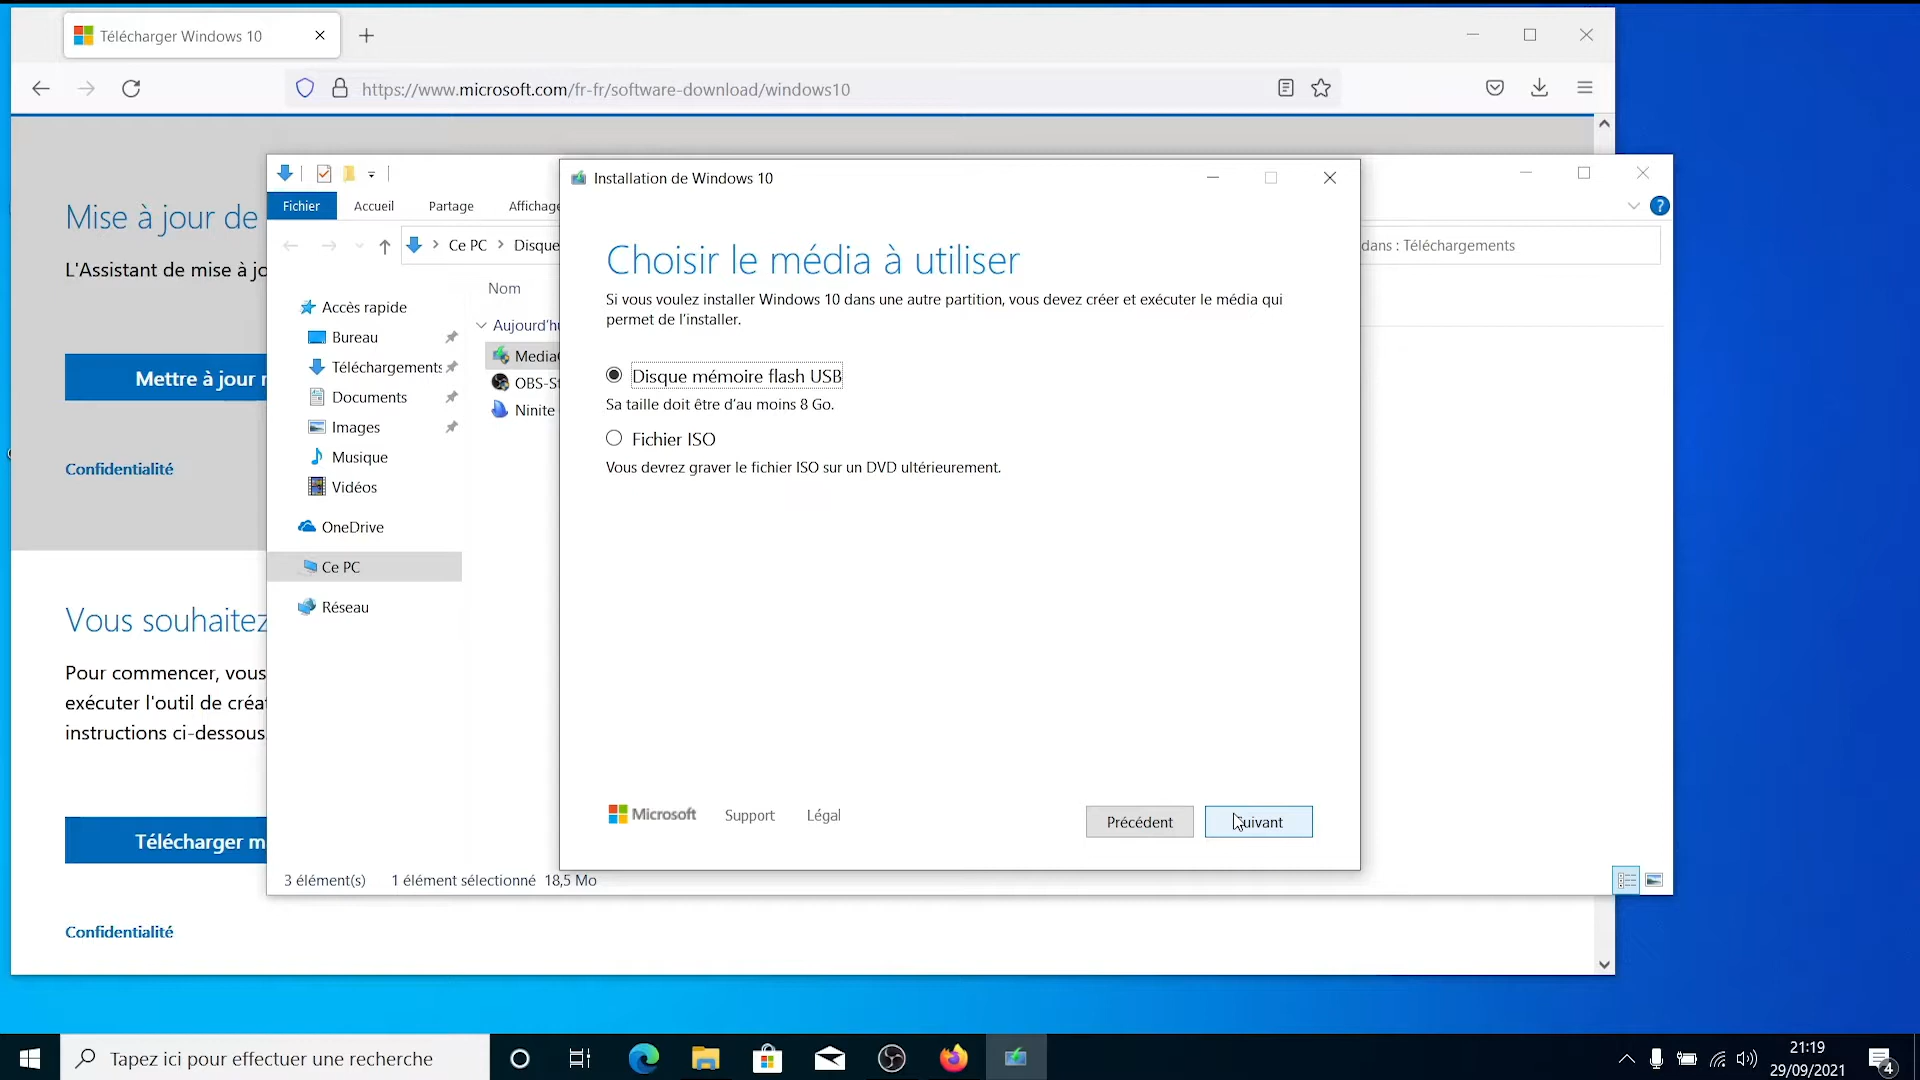 Télécharger Windows 10
https://www.microsoft.com/fr-fr/software-download/windows10
Mise à jour de
L'Assistant de mise à jo
Mettre à jour
Confidentialité
Vous souhaitez
Pour commencer, vous
exécuter l'outil de créat
instructions ci-dessous.
Télécharger m
Confidentialité
Fichier
Accueil
Partage
Affichage
Ce PC
Disque
dans : Téléchargements
Nom
Accès rapide
Bureau
Téléchargements
Documents
Images
Musique
Vidéos
OneDrive
Ce PC
Réseau
Aujourd'hu
Media
OBS-St
Ninite
3 élément(s)
1 élément sélectionné 18,5 Mo
Installation de Windows 10
Choisir le média à utiliser
Si vous voulez installer Windows 10 dans une autre partition, vous devez créer et exécuter le média qui
permet de l'installer.
Disque mémoire flash USB
Sa taille doit être d'au moins 8 Go.
Fichier ISO
Vous devrez graver le fichier ISO sur un DVD ultérieurement.
Microsoft
Support
Légal
Précédent
Suivant
Tapez ici pour effectuer une recherche
21:19
29/09/2021
4